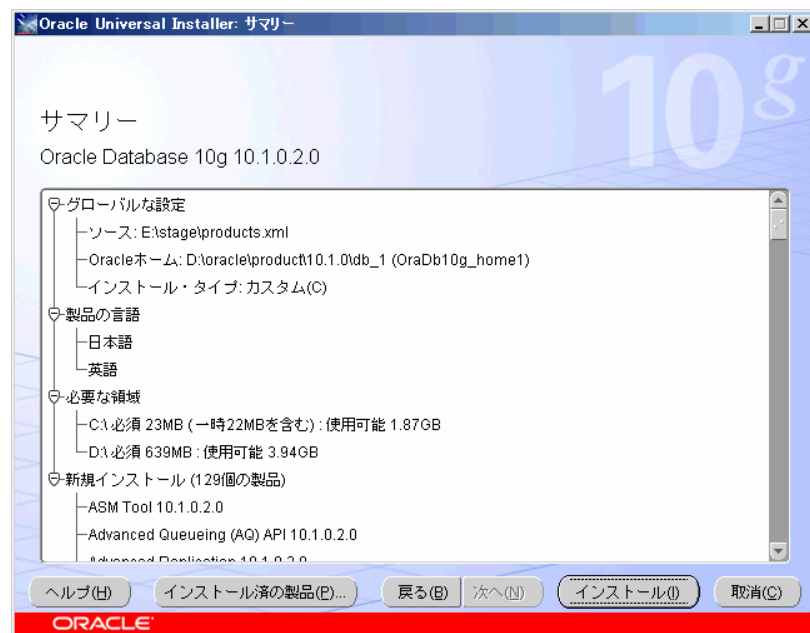 Oracle Universal Installer: サマリー
10g
サマリー
Oracle Database 10g 10.1.0.2.0
グローバルな設定
ソース: E:\stage\products.xml
Oracleホーム: D:\oracle\product\10.1.0\db_1 (OraDb10g_home1)
インストール・タイプ: カスタム(C)
製品の言語
日本語
英語
必要な領域
C:\ 必須 23MB (一時22MBを含む) : 使用可能 1.87GB
D:\ 必須 639MB : 使用可能 3.94GB
新規インストール (129個の製品)
ASM Tool 10.1.0.2.0
Advanced Queueing (AQ) API 10.1.0.2.0
Advanced Replication 10.1.0.2.0
ヘルプ(H) インストール済の製品(P)... 戻る(B) 次へ(N) インストール(I) 取消(C)
ORACLE